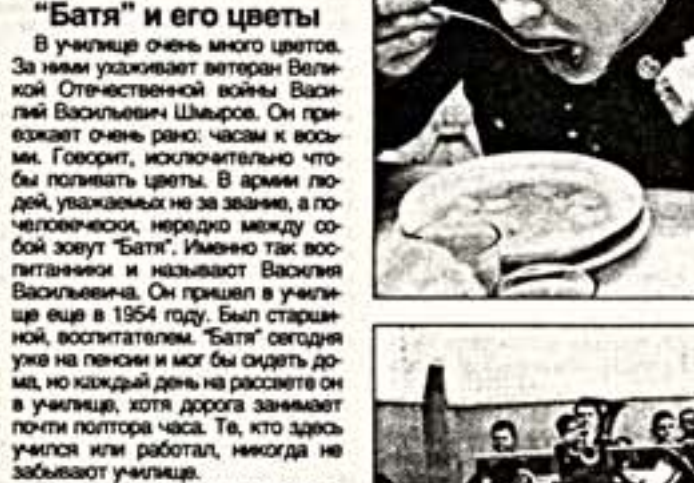 "Батя" и его цветы
В училище очень много цветов.
За ними ухаживает ветеран Вели-
кой Отечественной войны Васи-
лий Васильевич Шмыров. Он при-
езжает очень рано: часам к вось-
ми. Говорит, исключительно что-
бы поливать цветы. В армии лю-
дей, уважаемых не за звание, а по-
человечески, нередко между со-
бой зовут "Батя". Именно так вос-
питанники и называют Василия
Васильевича. Он пришел в учили-
ще еще в 1954 году. Был старши-
ной, воспитателем. "Батя" сегодня
уже на пенсии и мог бы сидеть до-
ма, но каждый день на рассвете он
в училище, хотя дорога занимает
почти полтора часа. Те, кто здесь
учился или работал, никогда не
забывают училище.